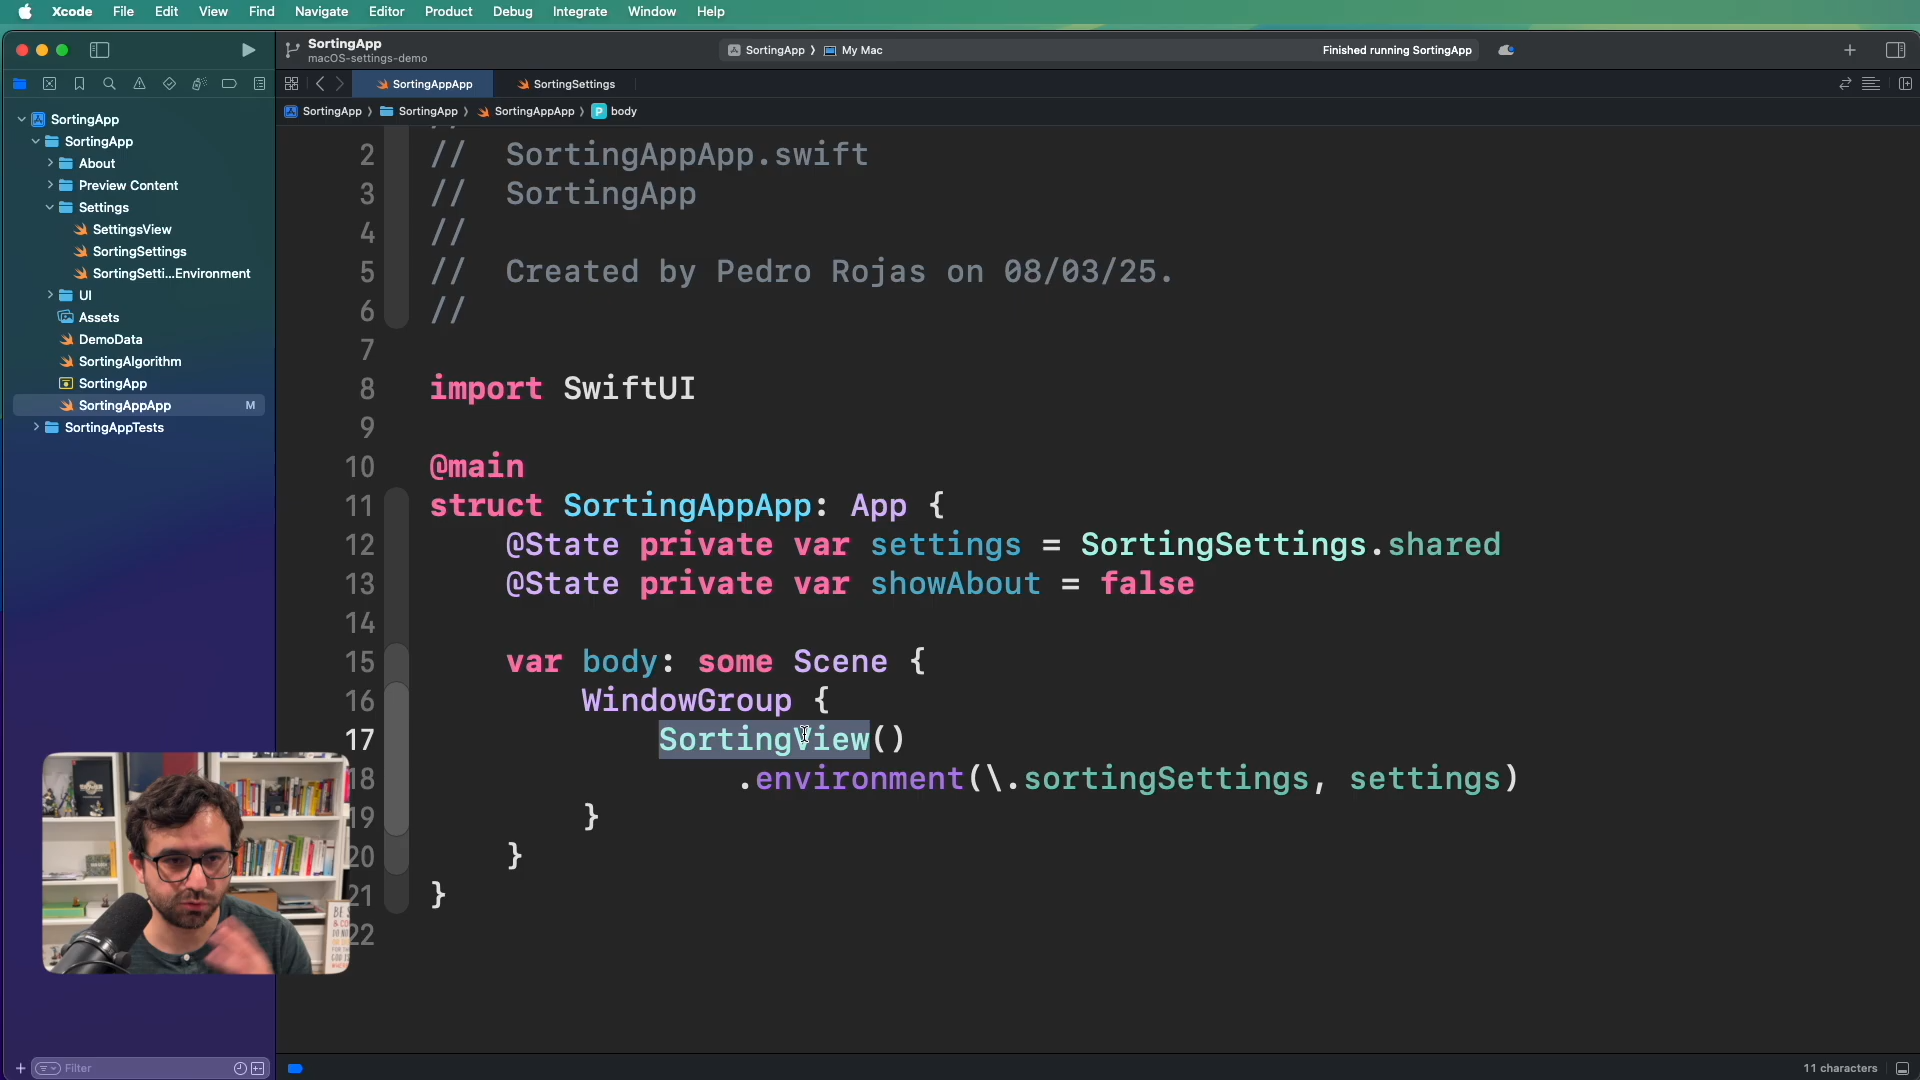 Xcode File Edit View Find Navigate Editor Product Debug Integrate Window Help
SortingApp
macOS-settings-demo
SortingApp My Mac
Finished running SortingApp
SortingAppApp
SortingSettings
SortingApp SortingApp SortingAppApp P body
SortingApp
SortingApp
About
Preview Content
Settings
SettingsView
SortingSettings
SortingSetti...Environment
UI
Assets
DemoData
SortingAlgorithm
SortingApp
SortingAppApp M
SortingAppTests
Filter
//
2 //  SortingAppApp.swift
3 //  SortingApp
4 //
5 //  Created by Pedro Rojas on 08/03/25.
6 //
7
8 import SwiftUI
9
10 @main
11 struct SortingAppApp: App {
12 @State private var settings = SortingSettings.shared
13 @State private var showAbout = false
14
15 var body: some Scene {
16 WindowGroup {
17 SortingView()
18 .environment(\.sortingSettings, settings)
19 }
20 }
21 }
22
11 characters